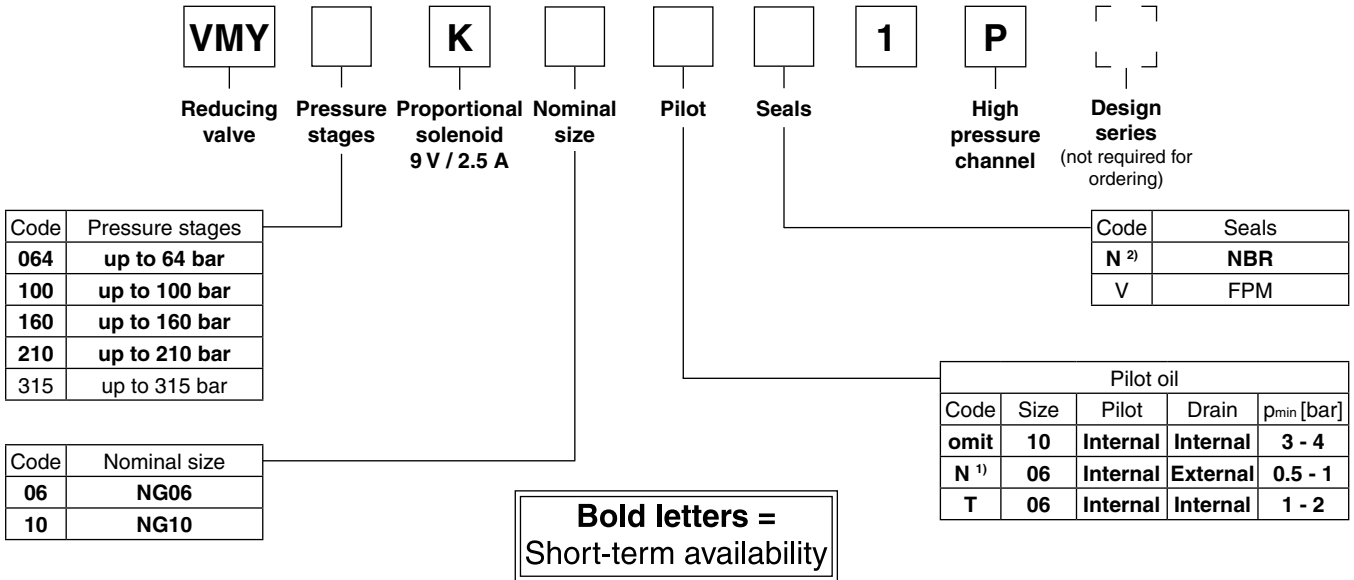 VMY K 1 P
Reducing valve
Pressure stages
Proportional solenoid 9 V / 2.5 A
Nominal size
Pilot
Seals
High pressure channel
Design series (not required for ordering)
Code Pressure stages
064 up to 64 bar
100 up to 100 bar
160 up to 160 bar
210 up to 210 bar
315 up to 315 bar
Code Seals
N 2) NBR
V FPM
Pilot oil
Code Size Pilot Drain pmin [bar]
omit 10 Internal Internal 3 - 4
N 1) 06 Internal External 0.5 - 1
T 06 Internal Internal 1 - 2
Code Nominal size
06 NG06
10 NG10
Bold letters =
Short-term availability